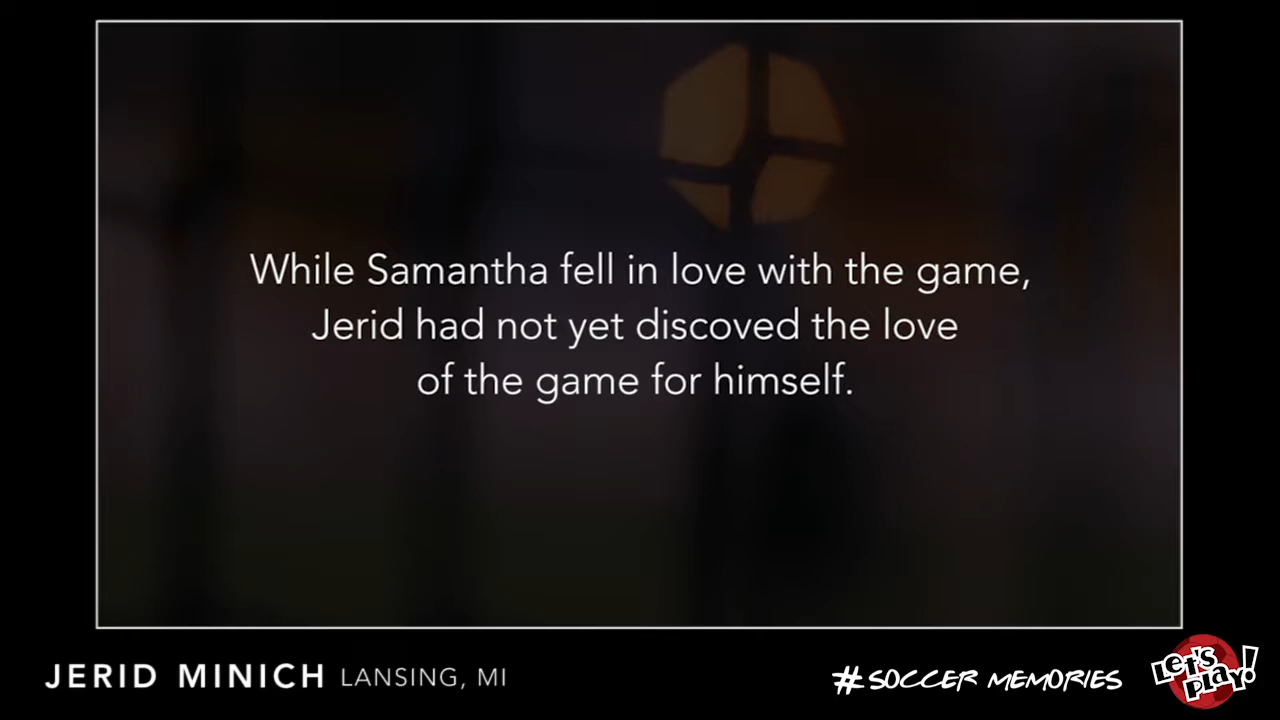 While Samantha fell in love with the game,
Jerid had not yet discoved the love
of the game for himself.
JERID MINICH LANSING, MI
#SOCCER MEMORIES
LET'S
PLAY!